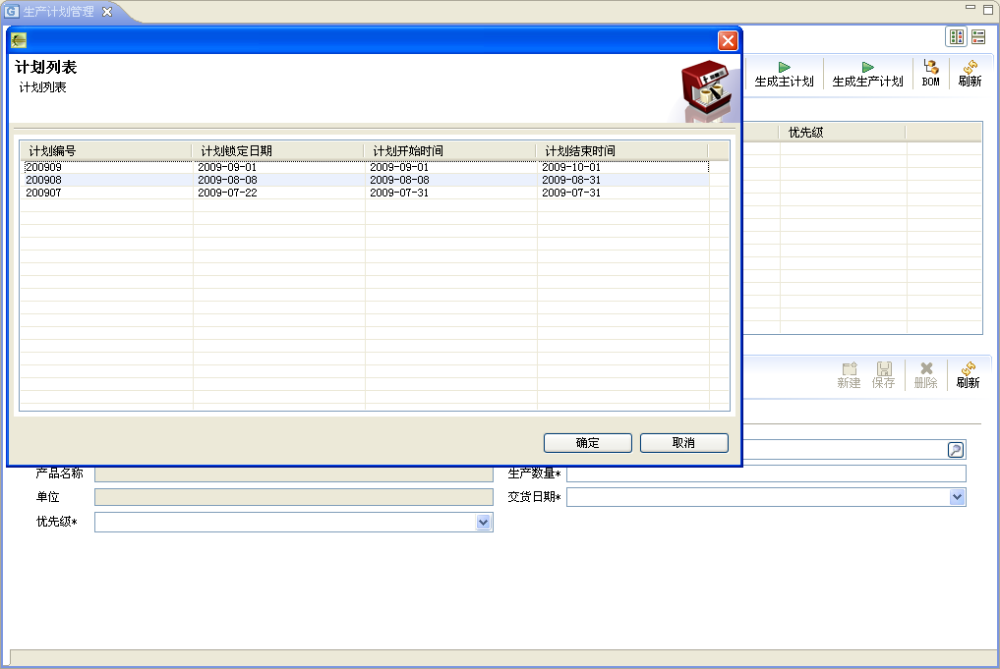 生产计划管理
计划列表
计划列表
生成主计划 生成生产计划 BOM 刷新
优先级
计划编号 计划锁定日期 计划开始时间 计划结束时间
200909 2009-09-01 2009-09-01 2009-10-01
200908 2009-08-08 2009-08-08 2009-08-31
200907 2009-07-22 2009-07-31 2009-07-31
新建 保存 删除 刷新
确定 取消
产品名称 生产数量*
单位 交货日期*
优先级*